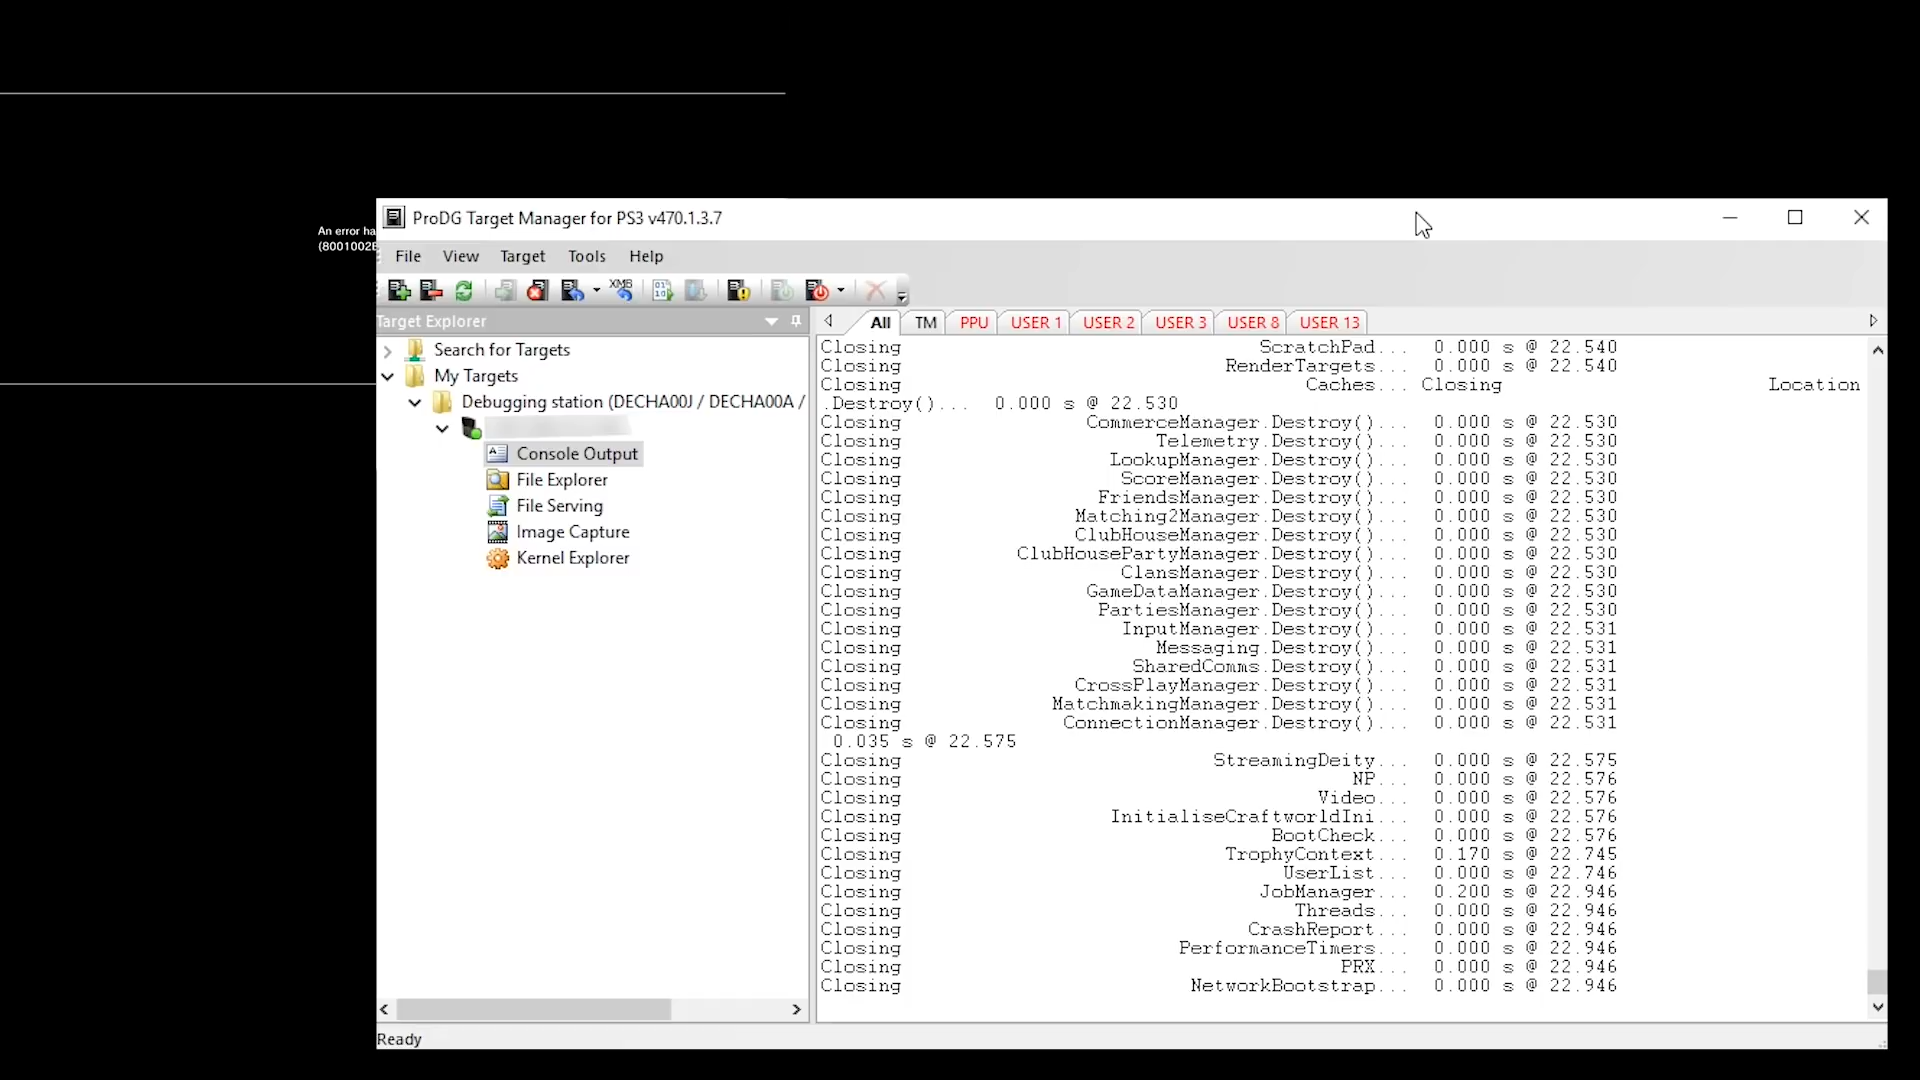 An error ha
(8001002
ProDG Target Manager for PS3 v470.1.3.7
File View Target Tools Help
XMB
Target Explorer
Search for Targets
My Targets
Debugging station (DECHA00J / DECHA00A /
Console Output
File Explorer
File Serving
Image Capture
Kernel Explorer
All TM PPU USER 1 USER 2 USER 3 USER 8 USER 13
Closing ScratchPad... 0.000 s @ 22.540
Closing RenderTargets... 0.000 s @ 22.540
Closing Caches... Closing Location
.Destroy()... 0.000 s @ 22.530
Closing CommerceManager.Destroy()... 0.000 s @ 22.530
Closing Telemetry.Destroy()... 0.000 s @ 22.530
Closing LookupManager.Destroy()... 0.000 s @ 22.530
Closing ScoreManager.Destroy()... 0.000 s @ 22.530
Closing FriendsManager.Destroy()... 0.000 s @ 22.530
Closing Matching2Manager.Destroy()... 0.000 s @ 22.530
Closing ClubHouseManager.Destroy()... 0.000 s @ 22.530
Closing ClubHousePartyManager.Destroy()... 0.000 s @ 22.530
Closing ClansManager.Destroy()... 0.000 s @ 22.530
Closing GameDataManager.Destroy()... 0.000 s @ 22.530
Closing PartiesManager.Destroy()... 0.000 s @ 22.530
Closing InputManager.Destroy()... 0.000 s @ 22.531
Closing Messaging.Destroy()... 0.000 s @ 22.531
Closing SharedComms.Destroy()... 0.000 s @ 22.531
Closing CrossPlayManager.Destroy()... 0.000 s @ 22.531
Closing MatchmakingManager.Destroy()... 0.000 s @ 22.531
Closing ConnectionManager.Destroy()... 0.000 s @ 22.531
0.035 s @ 22.575
Closing StreamingDeity... 0.000 s @ 22.575
Closing NP... 0.000 s @ 22.576
Closing Video... 0.000 s @ 22.576
Closing InitialiseCraftworldIni... 0.000 s @ 22.576
Closing BootCheck... 0.000 s @ 22.576
Closing TrophyContext... 0.170 s @ 22.745
Closing UserList... 0.000 s @ 22.746
Closing JobManager... 0.200 s @ 22.946
Closing Threads... 0.000 s @ 22.946
Closing CrashReport... 0.000 s @ 22.946
Closing PerformanceTimers... 0.000 s @ 22.946
Closing PRX... 0.000 s @ 22.946
Closing NetworkBootstrap... 0.000 s @ 22.946
Ready